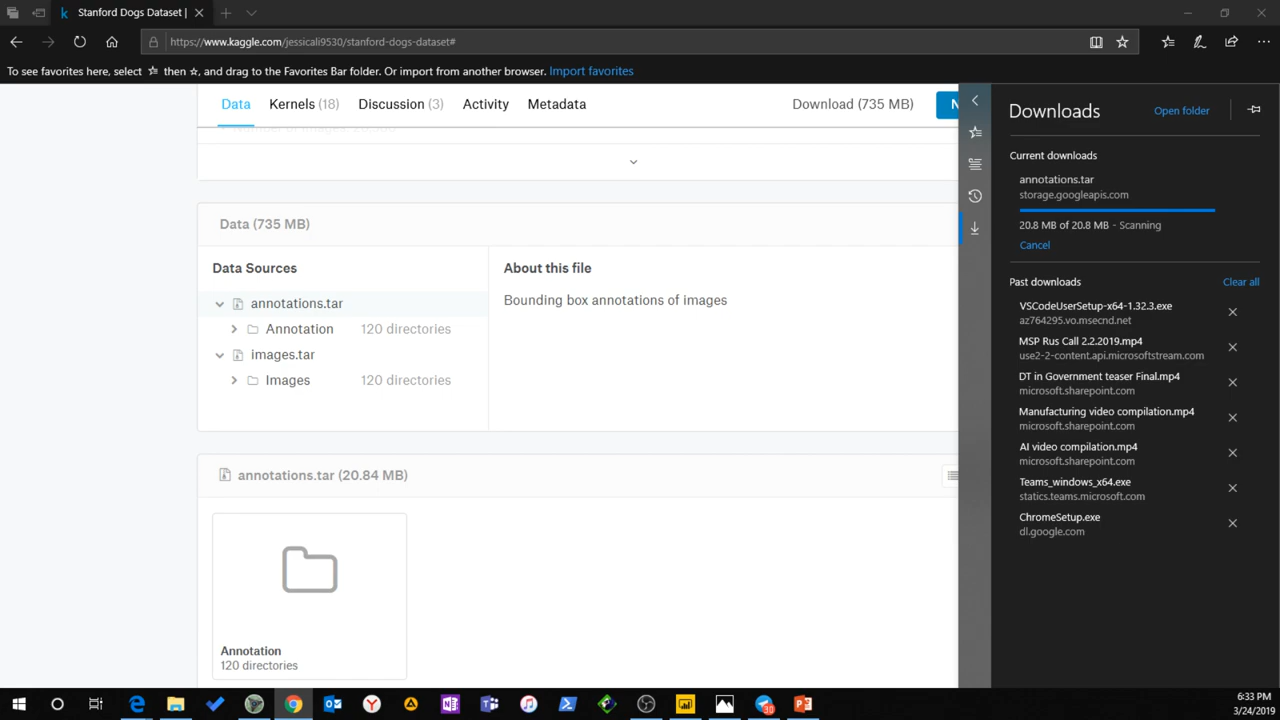 Stanford Dogs Dataset |
https://www.kaggle.com/jessicali9530/stanford-dogs-dataset#
To see favorites here, select then ☆, and drag to the Favorites Bar folder. Or import from another browser. Import favorites
Data
Kernels (18)
Discussion (3)
Activity
Metadata
Download (735 MB)
N
Data (735 MB)
Data Sources
annotations.tar
Annotation 120 directories
images.tar
Images 120 directories
About this file
Bounding box annotations of images
annotations.tar (20.84 MB)
Annotation
120 directories
Downloads
Open folder
Current downloads
annotations.tar
storage.googleapis.com
20.8 MB of 20.8 MB - Scanning
Cancel
Past downloads
Clear all
VSCodeUserSetup-x64-1.32.3.exe
az764295.vo.msecnd.net
MSP Rus Call 2.2.2019.mp4
use2-2-content.api.microsoftstream.com
DT in Government teaser Final.mp4
microsoft.sharepoint.com
Manufacturing video compilation.mp4
microsoft.sharepoint.com
AI video compilation.mp4
microsoft.sharepoint.com
Teams_windows_x64.exe
statics.teams.microsoft.com
ChromeSetup.exe
dl.google.com
30
6:33 PM
3/24/2019